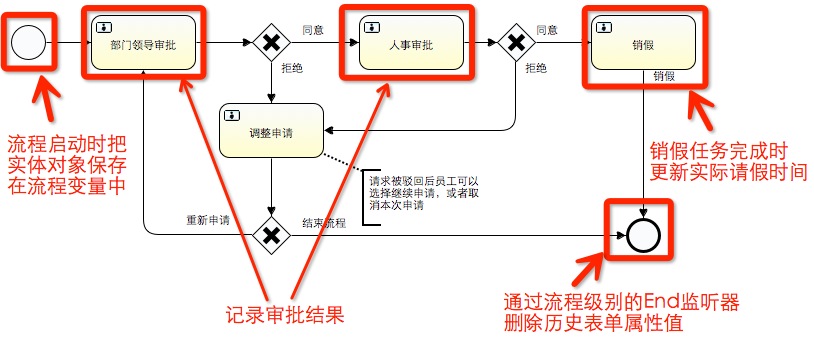 部门领导审批
同意
人事审批
同意
销假
拒绝
拒绝
销假
调整申请
流程启动时把
实体对象保存
在流程变量中
请求被驳回后员工可以
选择继续申请，或者取
消本次申请
销假任务完成时
更新实际请假时间
重新申请
结束流程
记录审批结果
通过流程级别的End监听器
删除历史表单属性值